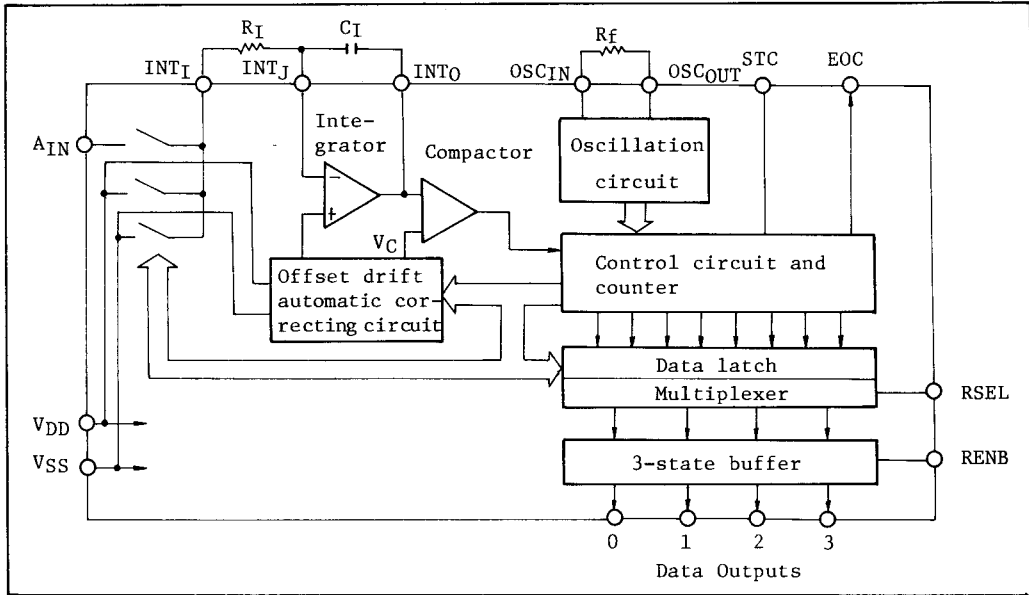 R_I C_I R_f
INT_I INT_J INT_O OSC_IN OSC_OUT STC EOC
A_IN
Inte-
grator
Compactor
Oscillation
circuit
−
+
V_C
Offset drift
automatic cor-
recting circuit
Control circuit and
counter
Data latch
Multiplexer
RSEL
V_DD
V_SS
3-state buffer
RENB
0 1 2 3
Data Outputs